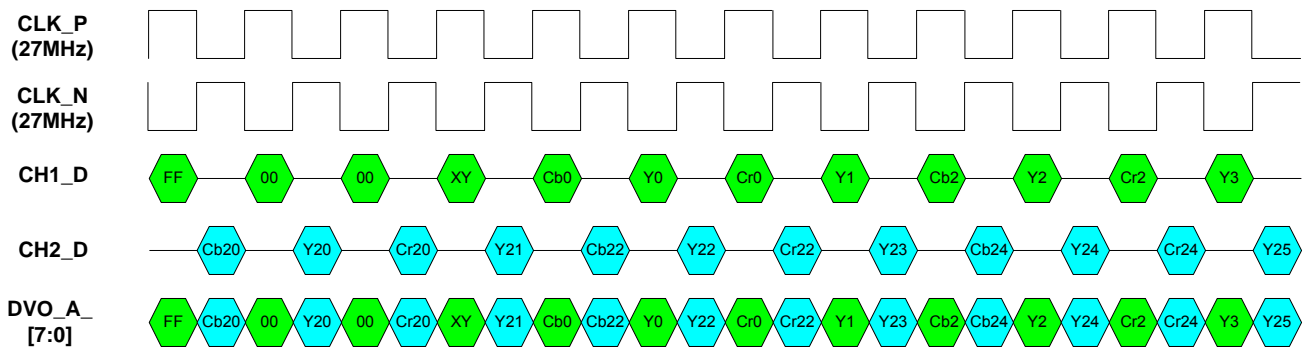 CLK_P
(27MHz)
CLK_N
(27MHz)
CH1_D
FF 00 00 XY Cb0 Y0 Cr0 Y1 Cb2 Y2 Cr2 Y3
CH2_D
Cb20 Y20 Cr20 Y21 Cb22 Y22 Cr22 Y23 Cb24 Y24 Cr24 Y25
DVO_A_
[7:0]
FF Cb20 00 Y20 00 Cr20 XY Y21 Cb0 Cb22 Y0 Y22 Cr0 Cr22 Y1 Y23 Cb2 Cb24 Y2 Y24 Cr2 Cr24 Y3 Y25